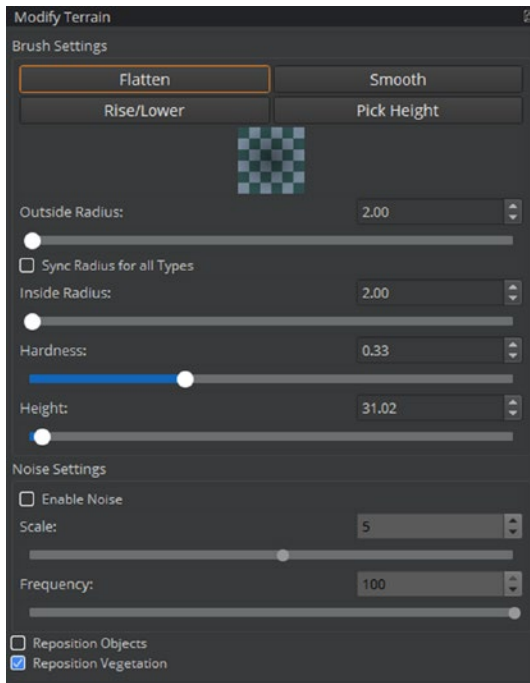 Modify Terrain
Brush Settings
Flatten Smooth
Rise/Lower Pick Height
Outside Radius: 2.00
Sync Radius for all Types
Inside Radius: 2.00
Hardness: 0.33
Height: 31.02
Noise Settings
Enable Noise
Scale: 5
Frequency: 100
Reposition Objects
Reposition Vegetation